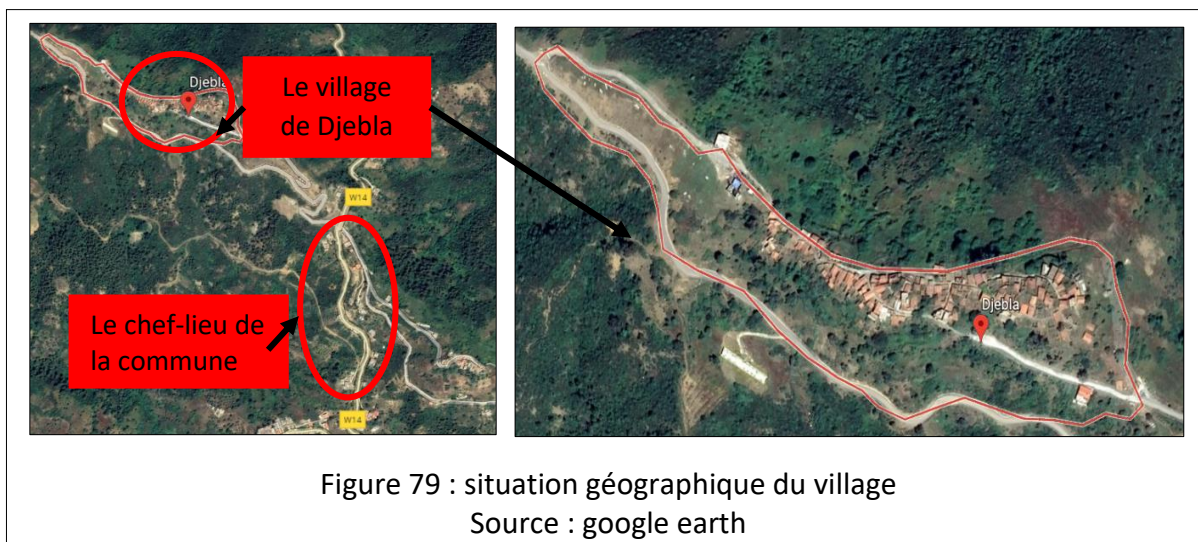 Djebla
Le village
de Djebla
W14
Le chef-lieu de
la commune
W14
Djebla
Figure 79 : situation géographique du village
Source : google earth